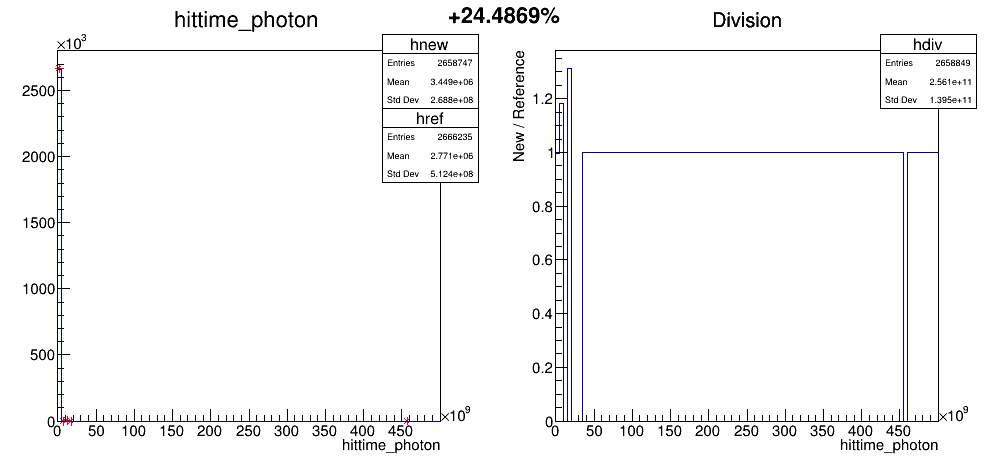 +24.4869%
hittime_photon
×10³
hnew
Entries 2658747
Mean 3.449e+06
Std Dev 2.688e+08
href
Entries 2666235
Mean 2.771e+06
Std Dev 5.124e+08
2500
2000
1500
1000
500
0
0 50 100 150 200 250 300 350 400 450
×10⁹
hittime_photon
Division
hdiv
Entries 2658849
Mean 2.561e+11
Std Dev 1.395e+11
New / Reference
1.2
1
0.8
0.6
0.4
0.2
0
0 50 100 150 200 250 300 350 400 450
×10⁹
hittime_photon